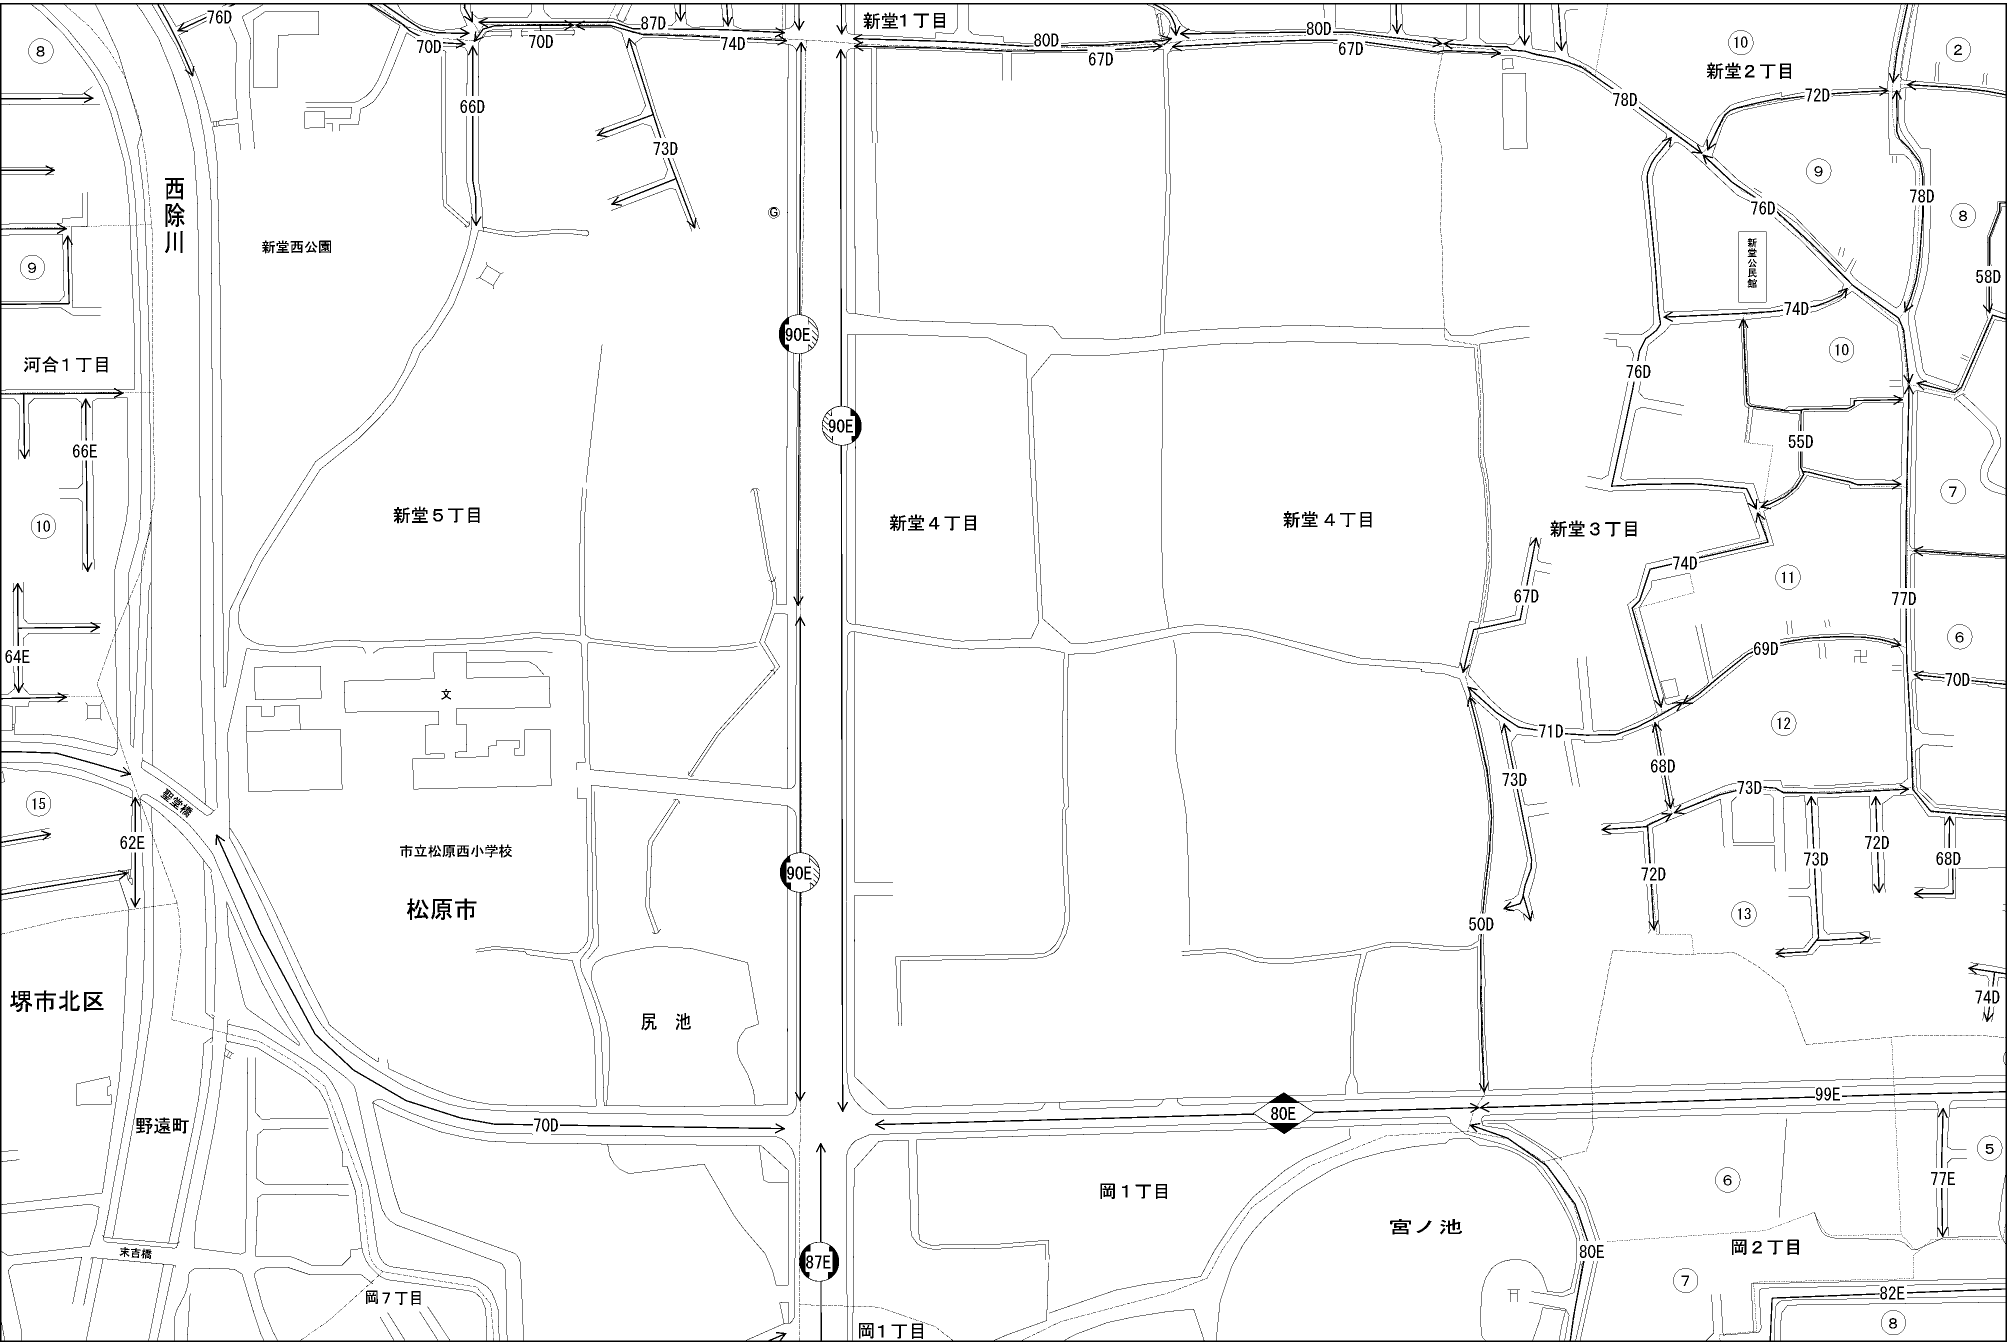 76D
87D
新堂１丁目
80D
80D
70D
70D
74D
67D
67D
⑩
新堂２丁目
②
⑧
78D
72D
66D
73D
⑨
西除川
76D
78D
⑧
G
新堂西公園
新堂公民館
⑨
58D
74D
90E
⑩
河合１丁目
76D
90E
55D
66E
⑦
新堂５丁目
新堂４丁目
新堂４丁目
新堂３丁目
⑩
74D
⑪
67D
77D
64E
69D
⑥
70D
文
71D
⑫
68D
73D
73D
聖堂橋
⑮
62E
市立松原西小学校
90E
72D
73D
72D
68D
松原市
50D
⑬
堺市北区
尻池
74D
99E
80E
70D
野遠町
⑤
岡１丁目
⑥
77E
宮ノ池
末吉橋
87E
80E
岡２丁目
⑦
岡７丁目
82E
岡１丁目
⑧